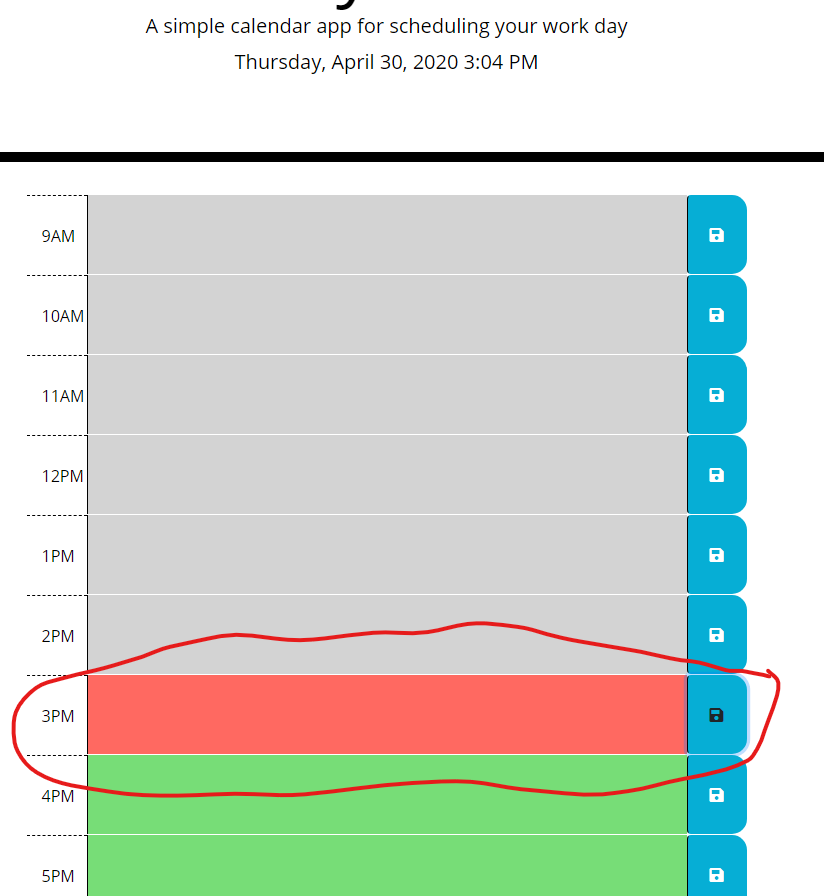 A simple calendar app for scheduling your work day
Thursday, April 30, 2020 3:04 PM
9AM
10AM
11AM
12PM
1PM
2PM
3PM
4PM
5PM